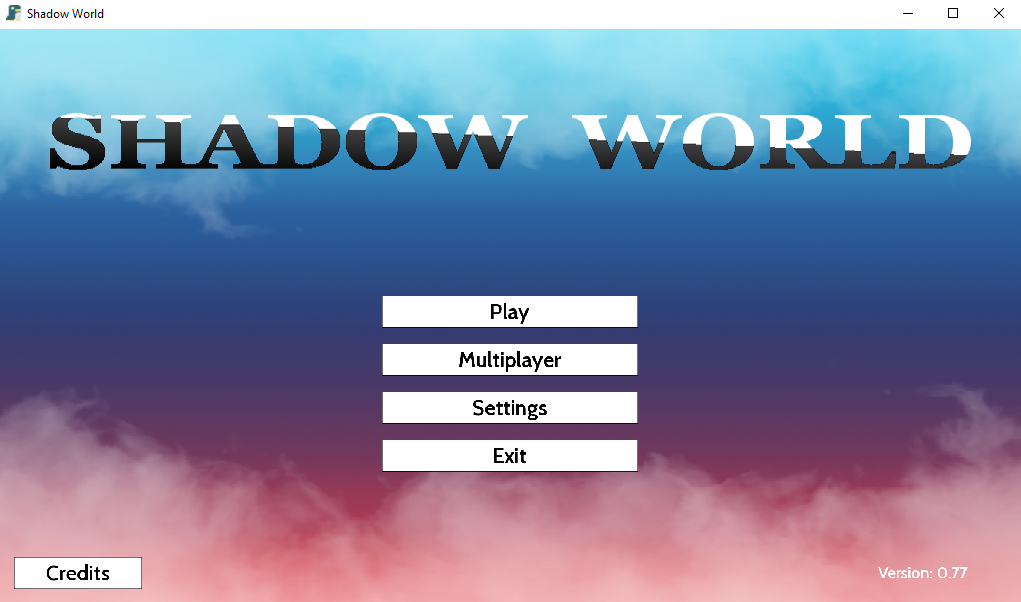 Shadow World
SHADOW WORLD
Play
Multiplayer
Settings
Exit
Credits
Version: 0.77